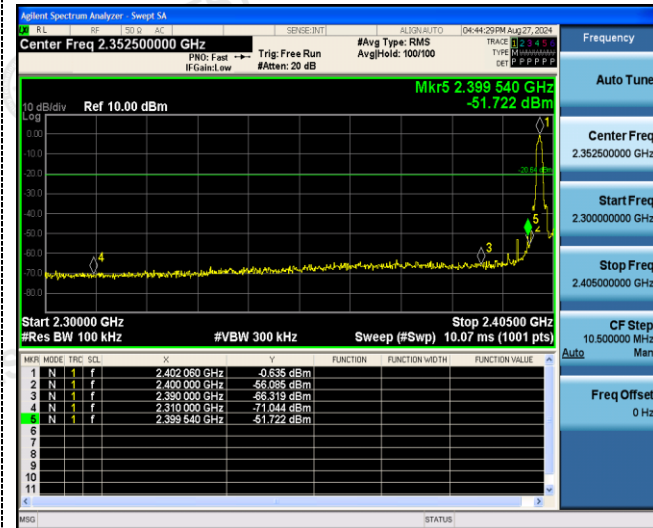 Agilent Spectrum Analyzer - Swept SA
RL RF 50 Ω AC SENSE:INT ALIGNAUTO 04:44:29PM Aug 27, 2024
Center Freq 2.352500000 GHz
PNO: Fast
IFGain:Low
Trig: Free Run
#Atten: 20 dB
#Avg Type: RMS
Avg|Hold: 100/100
TRACE 1 2 3 4 5 6
TYPE M
DET P P P P P P
Mkr5 2.399 540 GHz
-51.722 dBm
10 dB/div Ref 10.00 dBm
Log
0.00
-10.0
-20.0
-30.0
-40.0
-50.0
-60.0
-70.0
-80.0
1
-20.64 dBm
5
2
3
4
Start 2.30000 GHz Stop 2.40500 GHz
#Res BW 100 kHz #VBW 300 kHz Sweep (#Swp) 10.07 ms (1001 pts)
MKR MODE TRC SCL X Y FUNCTION FUNCTION WIDTH FUNCTION VALUE
1 N 1 f 2.402 060 GHz -0.635 dBm
2 N 1 f 2.400 000 GHz -56.085 dBm
3 N 1 f 2.390 000 GHz -66.319 dBm
4 N 1 f 2.310 000 GHz -71.044 dBm
5 N 1 f 2.399 540 GHz -51.722 dBm
6
7
8
9
10
11
MSG STATUS
Frequency
Auto Tune
Center Freq
2.352500000 GHz
Start Freq
2.300000000 GHz
Stop Freq
2.405000000 GHz
CF Step
10.500000 MHz
Auto Man
Freq Offset
0 Hz